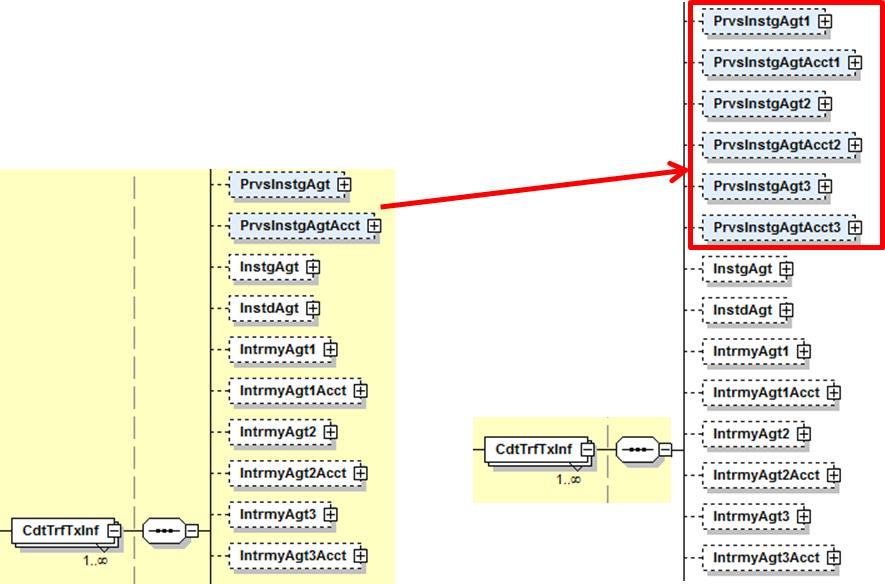 PrvsInstgAgt
PrvsInstgAgtAcct
InstgAgt
InstdAgt
IntrmyAgt1
IntrmyAgt1Acct
IntrmyAgt2
IntrmyAgt2Acct
IntrmyAgt3
CdtTrfTxInf
1..∞
IntrmyAgt3Acct
PrvsInstgAgt1
PrvsInstgAgtAcct1
PrvsInstgAgt2
PrvsInstgAgtAcct2
PrvsInstgAgt3
PrvsInstgAgtAcct3
InstgAgt
InstdAgt
IntrmyAgt1
IntrmyAgt1Acct
IntrmyAgt2
CdtTrfTxInf
1..∞
IntrmyAgt2Acct
IntrmyAgt3
IntrmyAgt3Acct